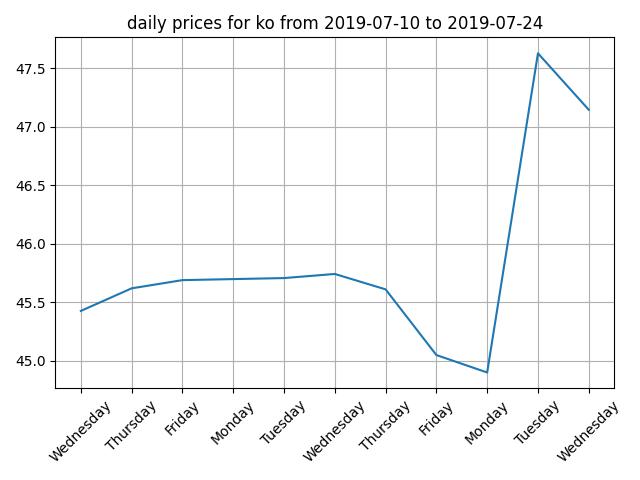 daily prices for ko from 2019-07-10 to 2019-07-24
47.5
47.0
46.5
46.0
45.5
45.0
Wednesday
Thursday
Friday
Monday
Tuesday
Wednesday
Thursday
Friday
Monday
Tuesday
Wednesday